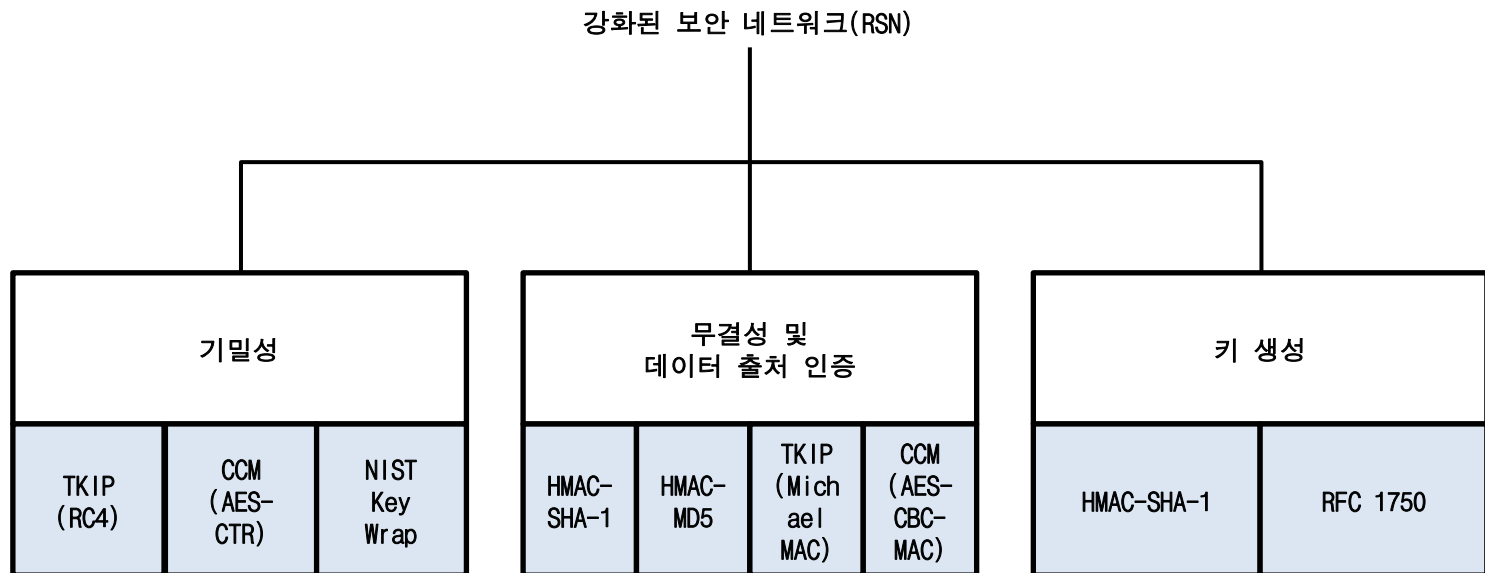 강화된 보안 네트워크(RSN)
기밀성
무결성 및
데이터 출처 인증
키 생성
TKIP
(RC4)
CCM
(AES-
CTR)
NIST
Key
Wrap
HMAC-
SHA-1
HMAC-
MD5
TKIP
(Mich
ael
MAC)
CCM
(AES-
CBC-
MAC)
HMAC-SHA-1
RFC 1750